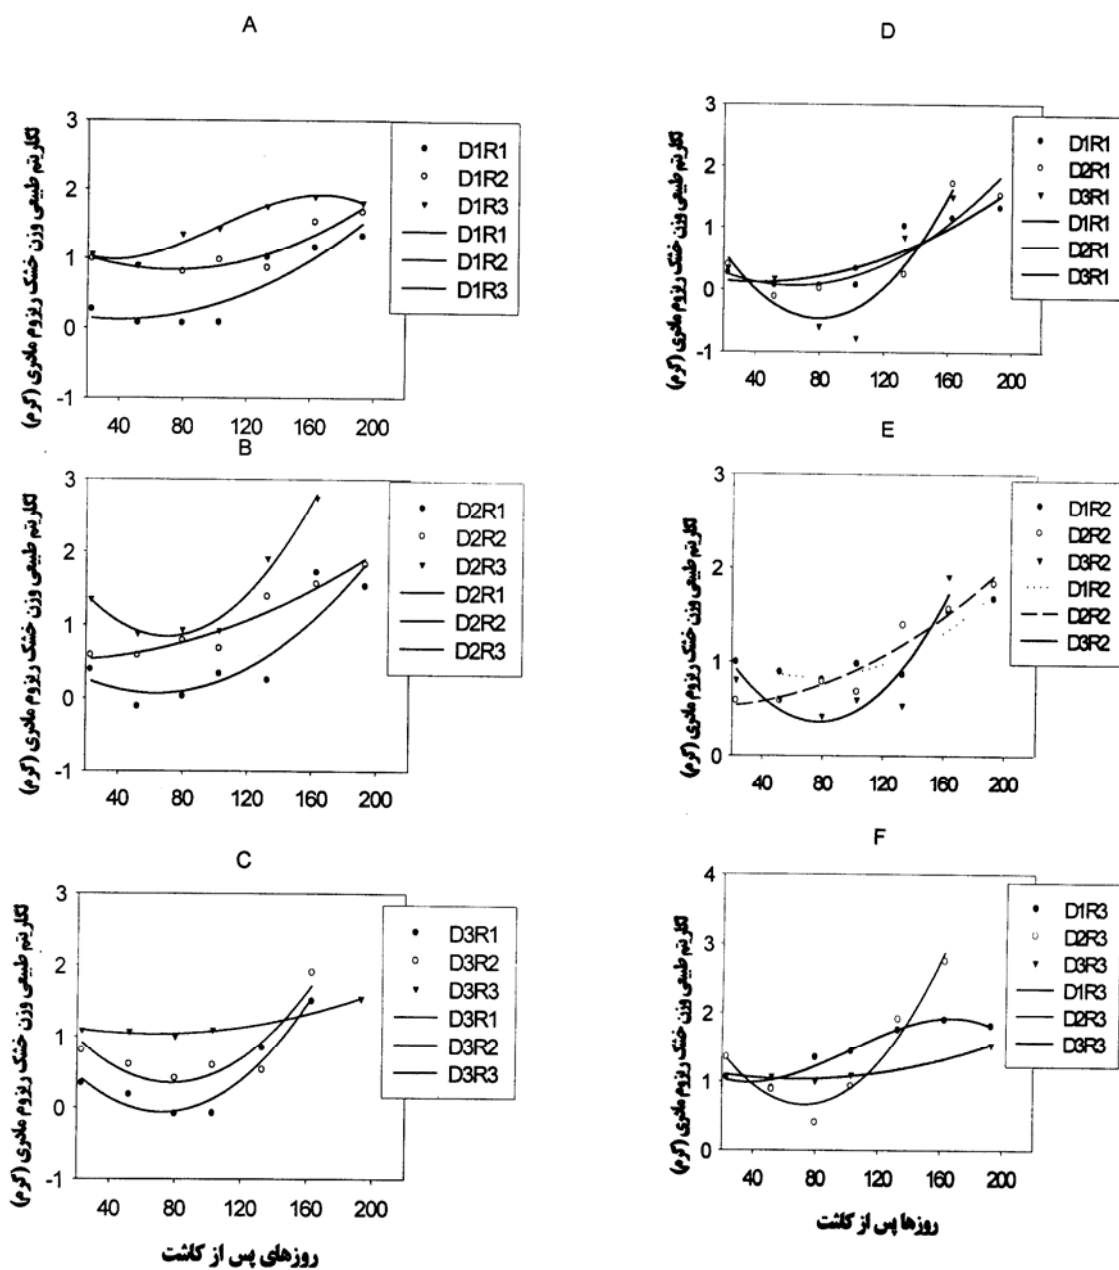 A
لگاریتم طبیعی وزن خشک ریزوم مادری (گرم)
3
2
1
0
-1
40
80
120
160
200
D1R1
D1R2
D1R3
D1R1
D1R2
D1R3
B
لگاریتم طبیعی وزن خشک ریزوم مادری (گرم)
3
2
1
0
-1
40
80
120
160
200
D2R1
D2R2
D2R3
D2R1
D2R2
D2R3
C
لگاریتم طبیعی وزن خشک ریزوم مادری (گرم)
3
2
1
0
-1
40
80
120
160
200
D3R1
D3R2
D3R3
D3R1
D3R2
D3R3
روزهای پس از کاشت
D
لگاریتم طبیعی وزن خشک ریزوم مادری (گرم)
3
2
1
0
-1
40
80
120
160
200
D1R1
D2R1
D3R1
D1R1
D2R1
D3R1
E
لگاریتم طبیعی وزن خشک ریزوم مادری (گرم)
3
2
1
0
40
80
120
160
200
D1R2
D2R2
D3R2
D1R2
D2R2
D3R2
F
لگاریتم طبیعی وزن خشک ریزوم مادری (گرم)
4
3
2
1
0
40
80
120
160
200
D1R3
D2R3
D3R3
D1R3
D2R3
D3R3
روزها پس از کاشت